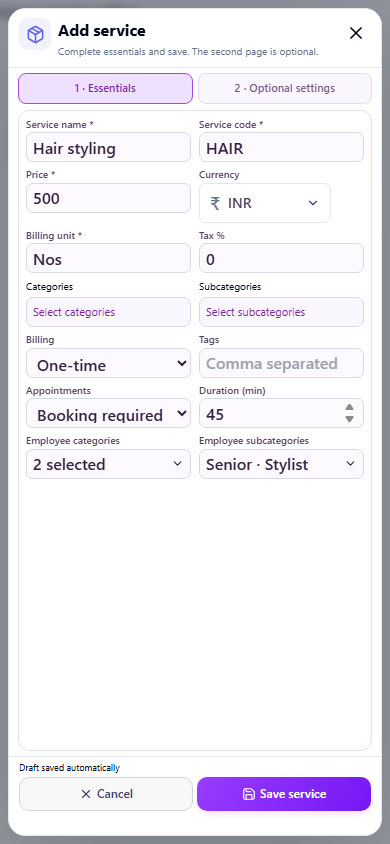 Add service
Complete essentials and save. The second page is optional.
1 · Essentials
2 · Optional settings
Service name *
Service code *
Hair styling
HAIR
Price *
Currency
500
₹ INR
Billing unit *
Tax %
Nos
0
Categories
Subcategories
Select categories
Select subcategories
Billing
Tags
One-time
Comma separated
Appointments
Duration (min)
Booking required
45
Employee categories
Employee subcategories
2 selected
Senior · Stylist
Draft saved automatically
Cancel
Save service